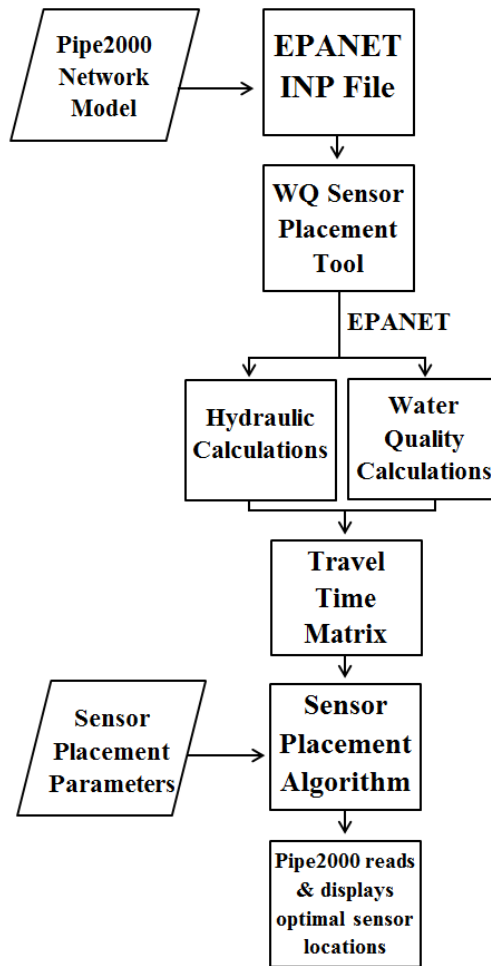 Pipe2000
Network
Model
EPANET
INP File
WQ Sensor
Placement
Tool
EPANET
Hydraulic
Calculations
Water
Quality
Calculations
Travel
Time
Matrix
Sensor
Placement
Parameters
Sensor
Placement
Algorithm
Pipe2000 reads
& displays
optimal sensor
locations